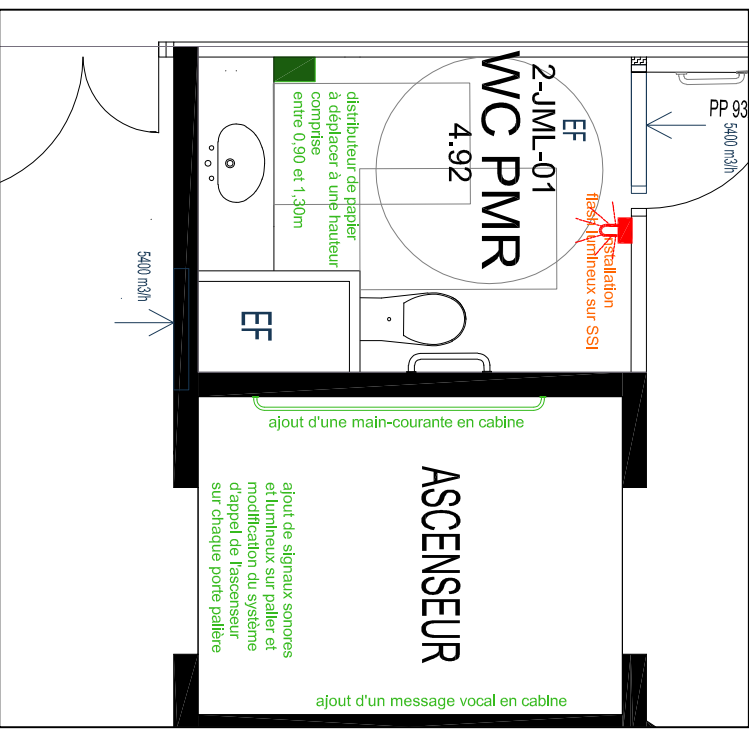 PP 93
5400 m3/h
EF
2-JML-01
WC PMR
4.92
installation
flash lumineux sur SSI
distributeur de papier
à déplacer à une hauteur
comprise
entre 0,90 et 1,30m
5400 m3/h
EF
ajout d'une main-courante en cabine
ASCENSEUR
ajout de signaux sonores
et lumineux sur palier et
modification du système
d'appel de l'ascenseur
sur chaque porte palière
ajout d'un message vocal en cabine